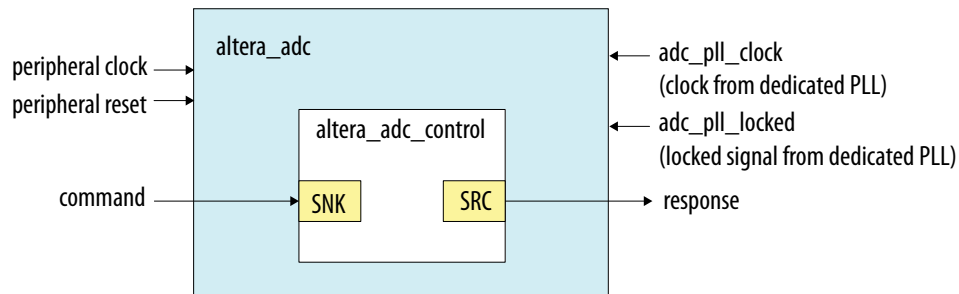 altera_adc
peripheral clock
peripheral reset
adc_pll_clock
(clock from dedicated PLL)
adc_pll_locked
(locked signal from dedicated PLL)
altera_adc_control
command
SNK
SRC
response